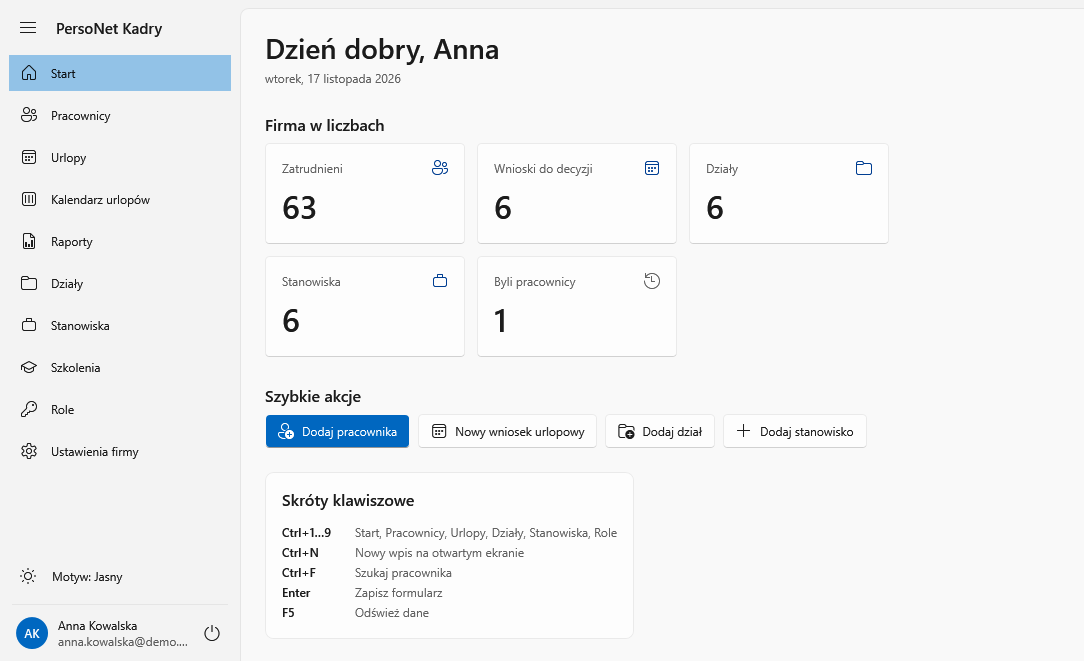 PersoNet Kadry
Start
Pracownicy
Urlopy
Kalendarz urlopów
Raporty
Działy
Stanowiska
Szkolenia
Role
Ustawienia firmy
Motyw: Jasny
AK
Anna Kowalska
anna.kowalska@demo....
Dzień dobry, Anna
wtorek, 17 listopada 2026
Firma w liczbach
Zatrudnieni
63
Wnioski do decyzji
6
Działy
6
Stanowiska
6
Byli pracownicy
1
Szybkie akcje
Dodaj pracownika
Nowy wniosek urlopowy
Dodaj dział
Dodaj stanowisko
Skróty klawiszowe
Ctrl+1...9 Start, Pracownicy, Urlopy, Działy, Stanowiska, Role
Ctrl+N Nowy wpis na otwartym ekranie
Ctrl+F Szukaj pracownika
Enter Zapisz formularz
F5 Odśwież dane